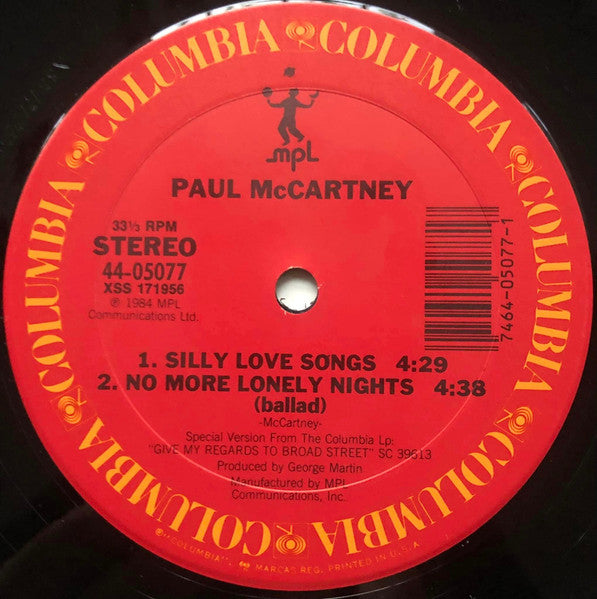 COLUMBIA COLUMBIA COLUMBIA COLUMBIA COLUMBIA COLUMBIA COLUMBIA
mpl
PAUL McCARTNEY
33⅓ RPM
STEREO
44-05077
XSS 171956
℗ 1984 MPL
Communications Ltd.
7464-05077-1
1. SILLY LOVE SONGS 4:29
2. NO MORE LONELY NIGHTS 4:38
(ballad)
-McCartney-
Special Version From The Columbia Lp:
"GIVE MY REGARDS TO BROAD STREET" SC 39613
Produced by George Martin
Manufactured by MPL
Communications, Inc.
"COLUMBIA", MARCAS REG. PRINTED IN U.S.A.